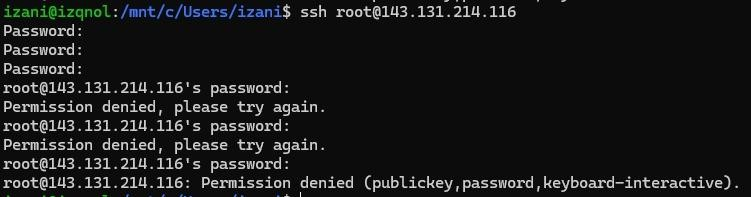 izani@izqnol:/mnt/c/Users/izani$ ssh root@143.131.214.116
Password:
Password:
Password:
root@143.131.214.116's password:
Permission denied, please try again.
root@143.131.214.116's password:
Permission denied, please try again.
root@143.131.214.116's password:
root@143.131.214.116: Permission denied (publickey,password,keyboard-interactive).